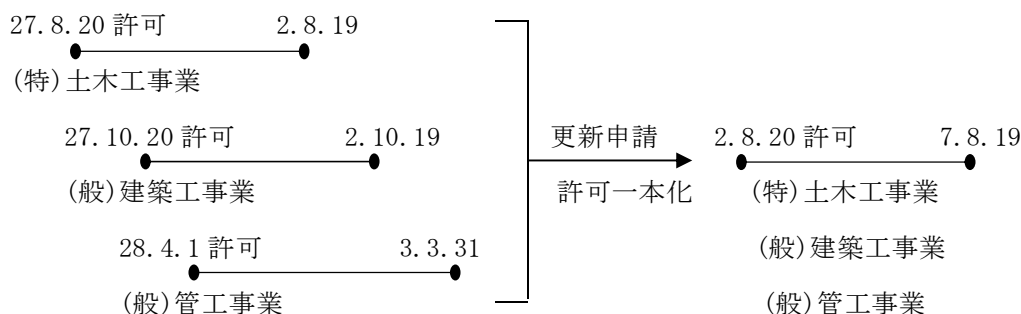 27.8.20 許可 2.8.19
(特)土木工事業
27.10.20 許可 2.10.19
(般)建築工事業
28.4.1 許可 3.3.31
(般)管工事業
更新申請
許可一本化
2.8.20 許可 7.8.19
(特)土木工事業
(般)建築工事業
(般)管工事業